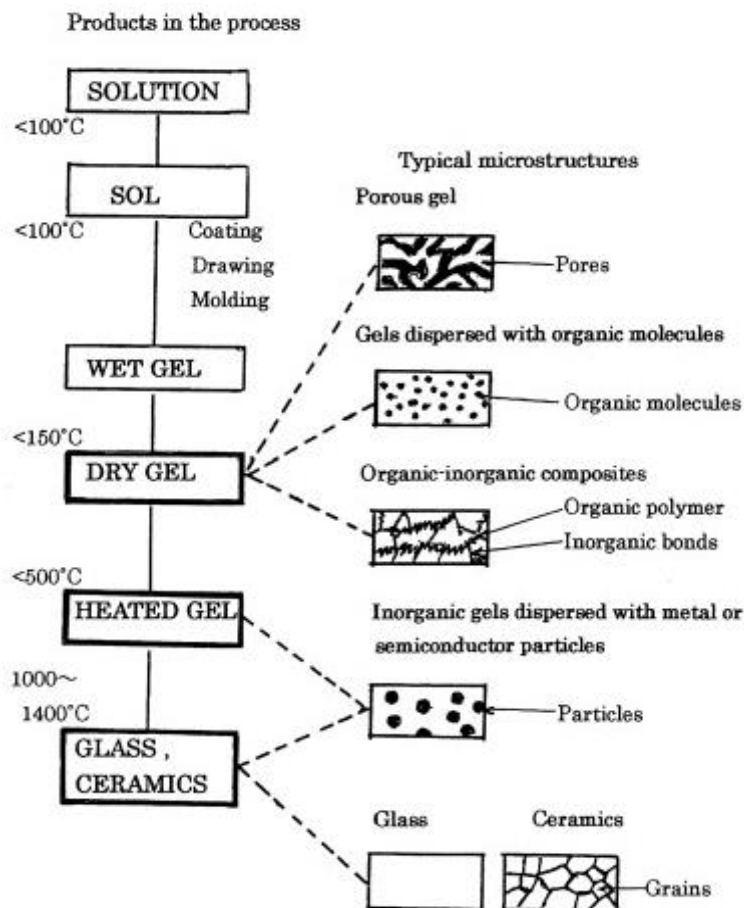 Products in the process
SOLUTION
<100°C
SOL
<100°C
Coating
Drawing
Molding
WET GEL
<150°C
DRY GEL
<500°C
HEATED GEL
1000~
1400°C
GLASS ,
CERAMICS
Typical microstructures
Porous gel
Pores
Gels dispersed with organic molecules
Organic molecules
Organic-inorganic composites
Organic polymer
Inorganic bonds
Inorganic gels dispersed with metal or
semiconductor particles
Particles
Glass
Ceramics
Grains